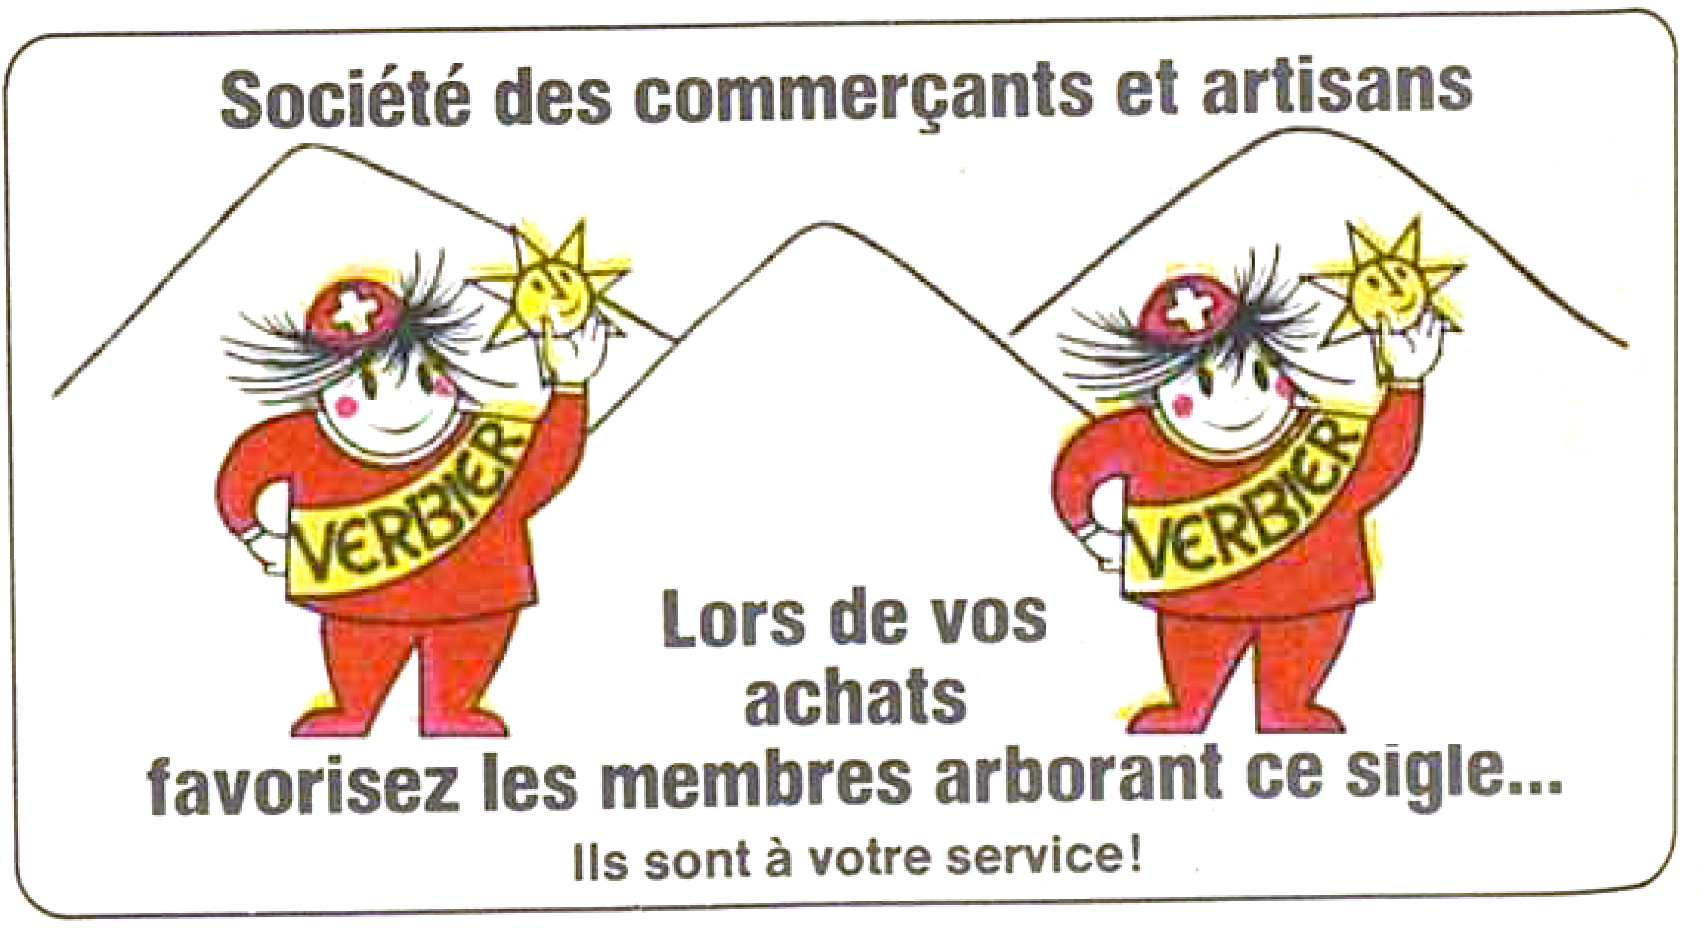 Société des commerçants et artisans
VERBIER
VERBIER
Lors de vos
achats
favorisez les membres arborant ce sigle...
Ils sont à votre service!